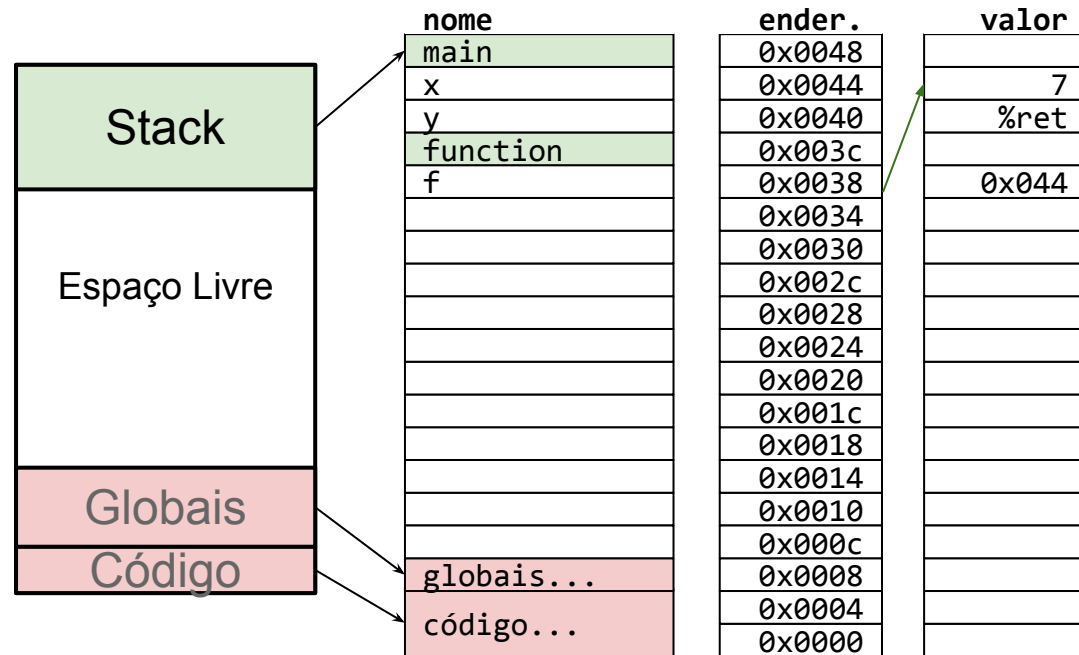 nome ender. valor
main 0x0048
x 0x0044 7
y 0x0040 %ret
function 0x003c
f 0x0038 0x044
0x0034
0x0030
0x002c
0x0028
0x0024
0x0020
0x001c
0x0018
0x0014
0x0010
0x000c
globais... 0x0008
código... 0x0004
0x0000
Stack
Espaço Livre
Globais
Código